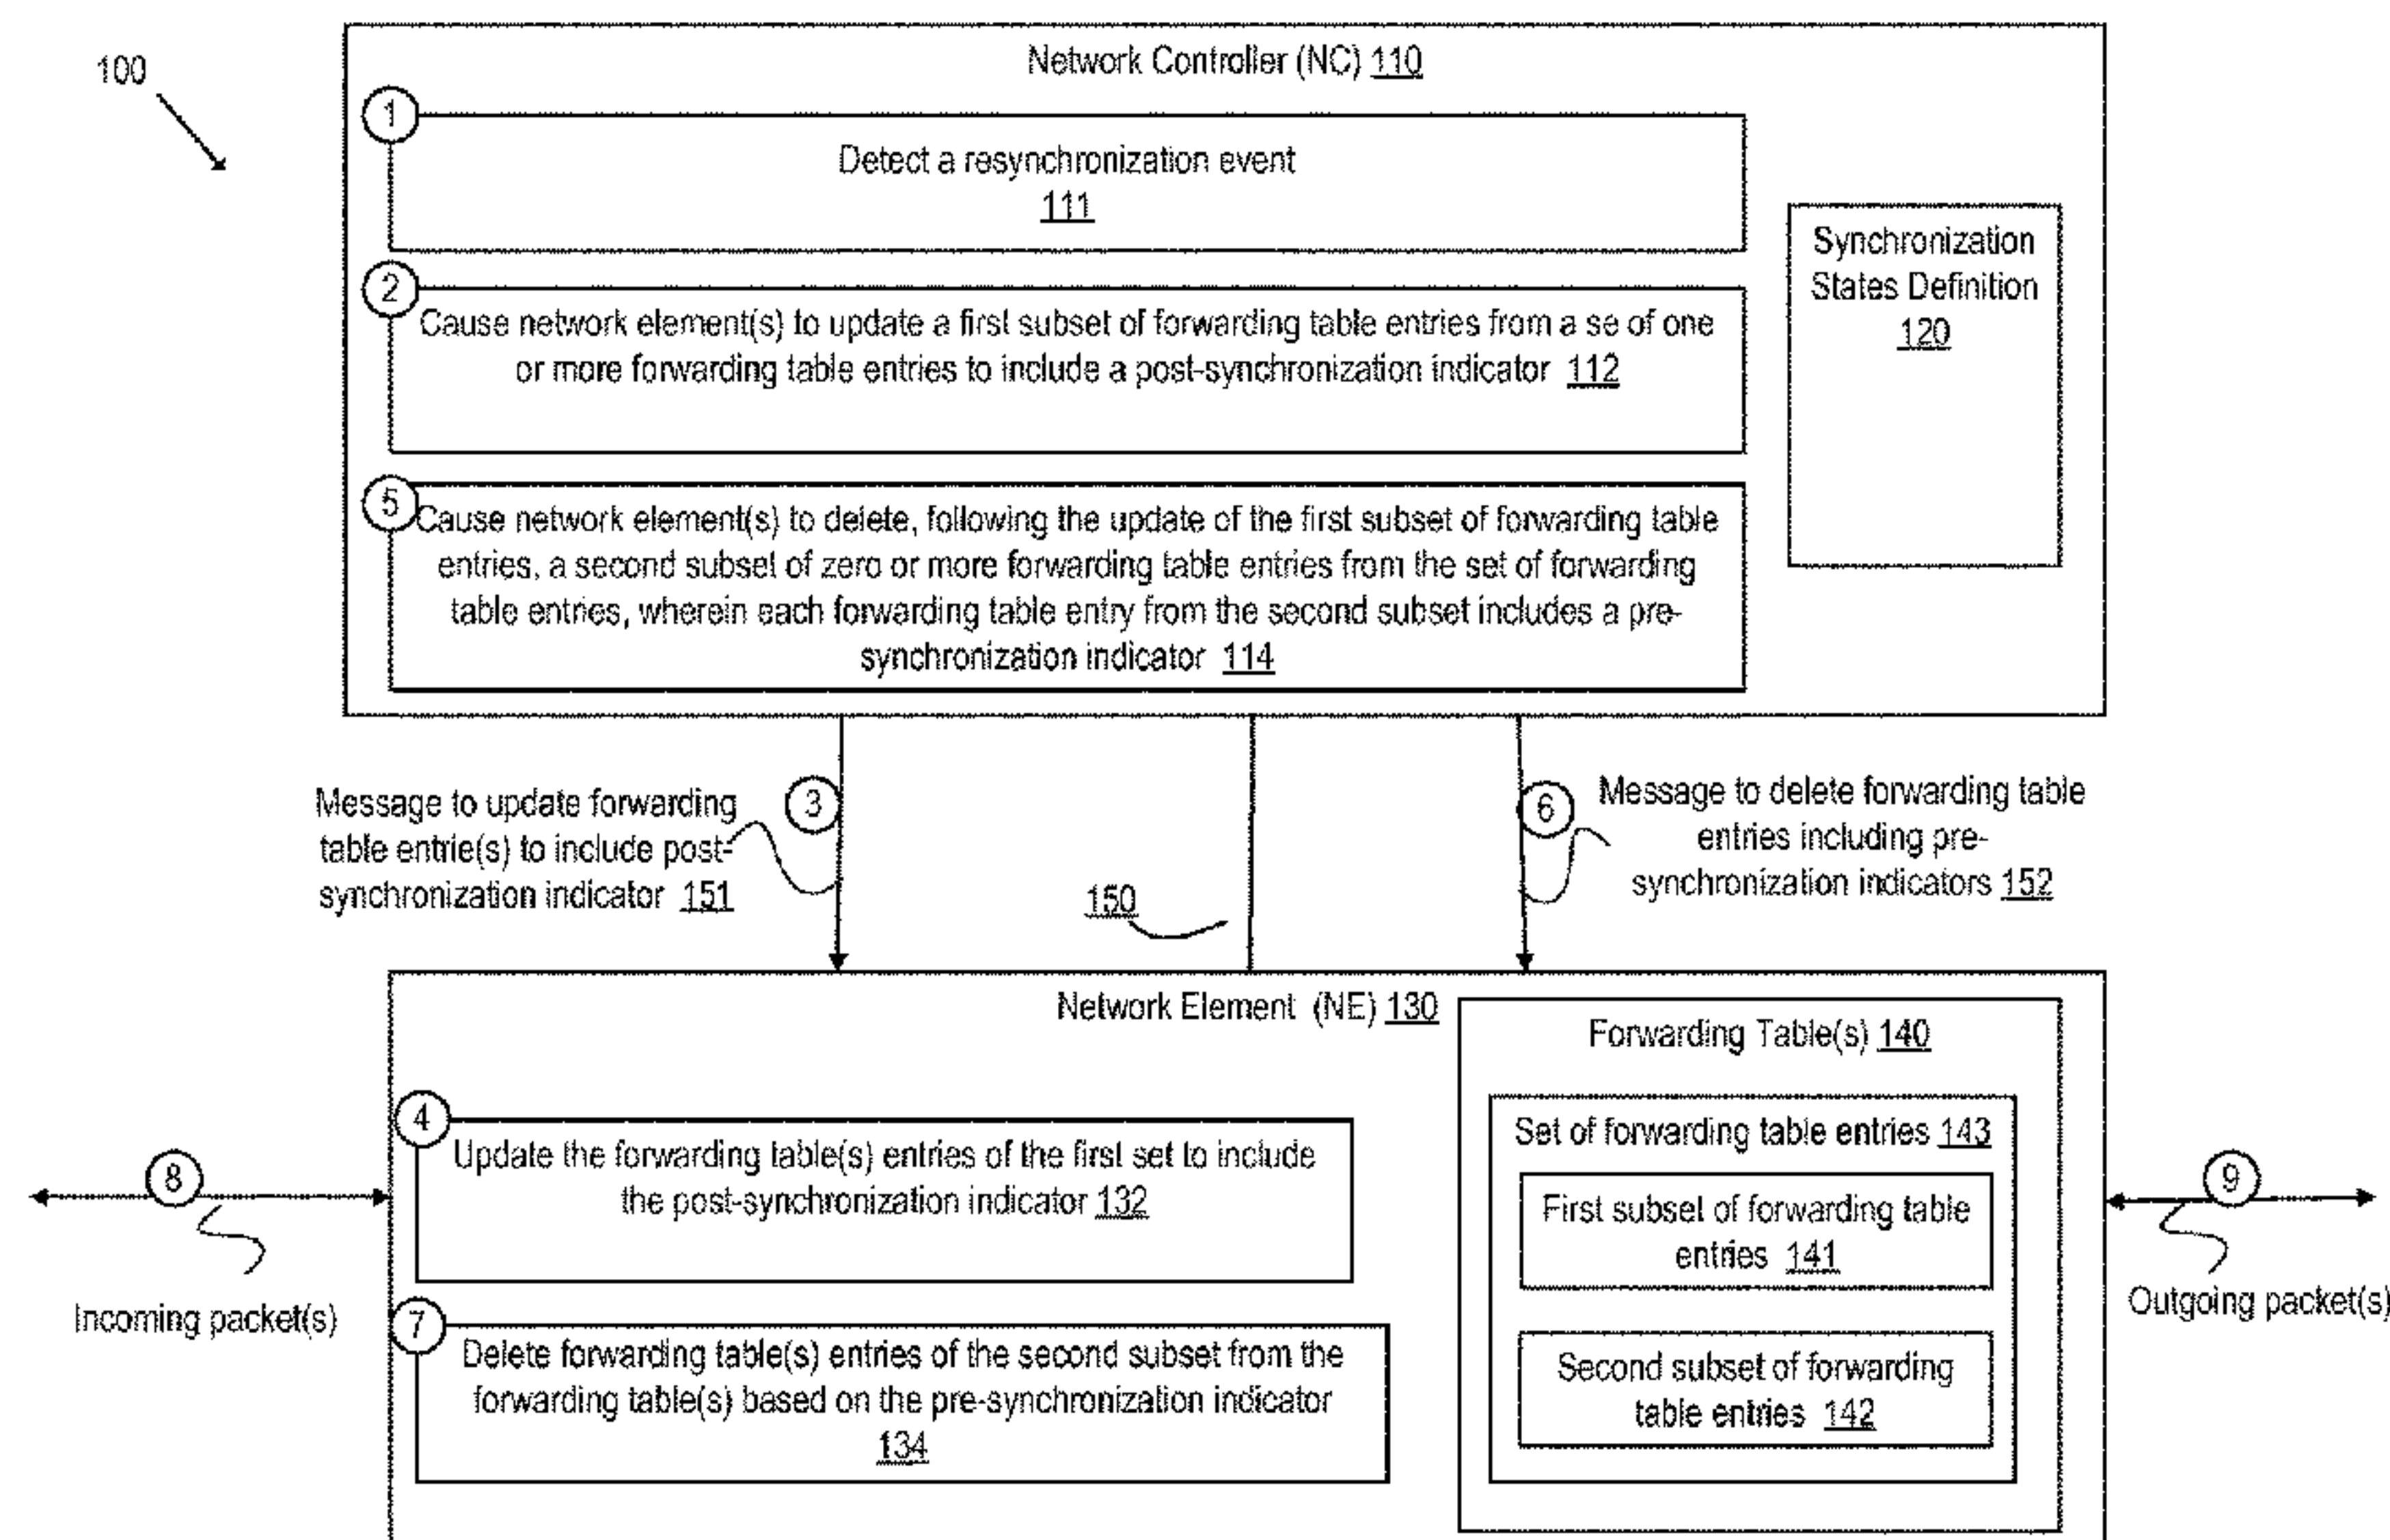 100
Network Controller (NC) 110
1
Detect a resynchronization event
111
2
Cause network element(s) to update a first subset of forwarding table entries from a se of one
or more forwarding table entries to include a post-synchronization indicator 112
5
Cause network element(s) to delete, following the update of the first subset of forwarding table
entries, a second subset of zero or more forwarding table entries from the set of forwarding
table entries, wherein each forwarding table entry from the second subset includes a pre-
synchronization indicator 114
Synchronization
States Definition
120
Message to update forwarding
table entrie(s) to include post-
synchronization indicator 151
3
150
6
Message to delete forwarding table
entries including pre-
synchronization indicators 152
Network Element (NE) 130
4
Update the forwarding table(s) entries of the first set to include
the post-synchronization indicator 132
7
Delete forwarding table(s) entries of the second subset from the
forwarding table(s) based on the pre-synchronization indicator
134
Forwarding Table(s) 140
Set of forwarding table entries 143
First subset of forwarding table
entries 141
Second subset of forwarding
table entries 142
8
Incoming packet(s)
9
Outgoing packet(s)